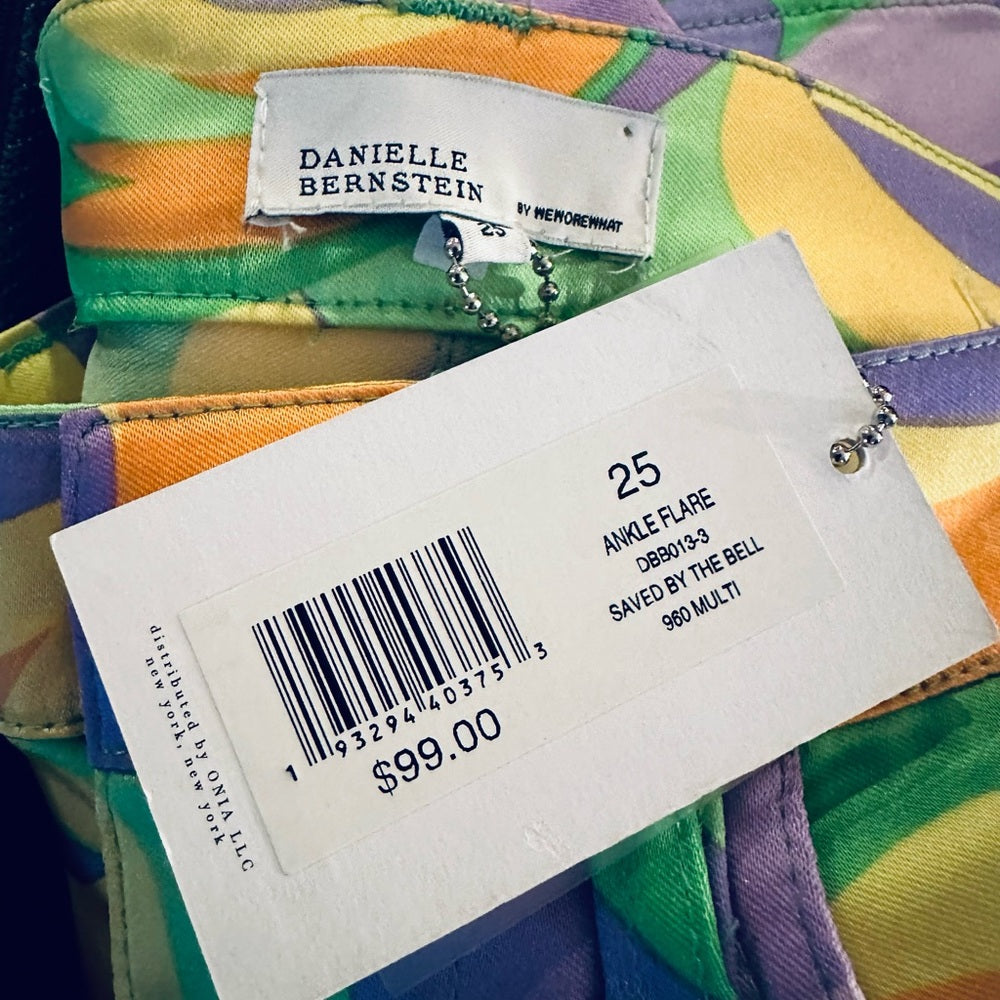 DANIELLE
BERNSTEIN
BY WEWOREWHAT
25
25
ANKLE FLARE
DBB013-3
SAVED BY THE BELL
960 MULTI
1 93294 40375 3
$99.00
distributed by ONIA LLC
new york, new york